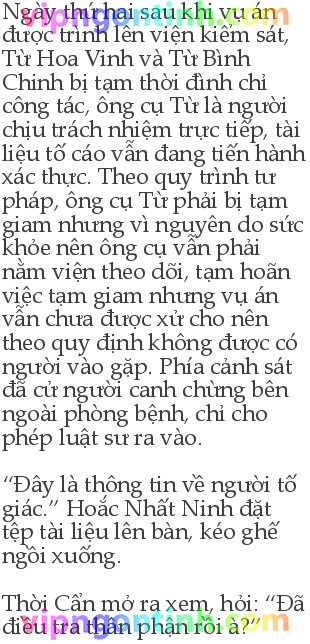 Ngày thứ hai sau khi vụ án
được trình lên viện kiểm sát,
Từ Hoa Vinh và Từ Bình
Chinh bị tạm thời đình chỉ
công tác, ông cụ Từ là người
chịu trách nhiệm trực tiếp, tài
liệu tố cáo vẫn đang tiến hành
xác thực. Theo quy trình tư
pháp, ông cụ Từ phải bị tạm
giam nhưng vì nguyên do sức
khỏe nên ông cụ vẫn phải
nằm viện theo dõi, tạm hoãn
việc tạm giam nhưng vụ án
vẫn chưa được xử cho nên
theo quy định không được có
người vào gặp. Phía cảnh sát
đã cử người canh chừng bên
ngoài phòng bệnh, chỉ cho
phép luật sư ra vào.

“Đây là thông tin về người tố
giác.” Hoắc Nhất Ninh đặt
tệp tài liệu lên bàn, kéo ghế
ngồi xuống.

Thời Cẩn mở ra xem, hỏi: “Đã
điều tra thân phận rồi à?”
vipngontinh.com
vipngontinh.com